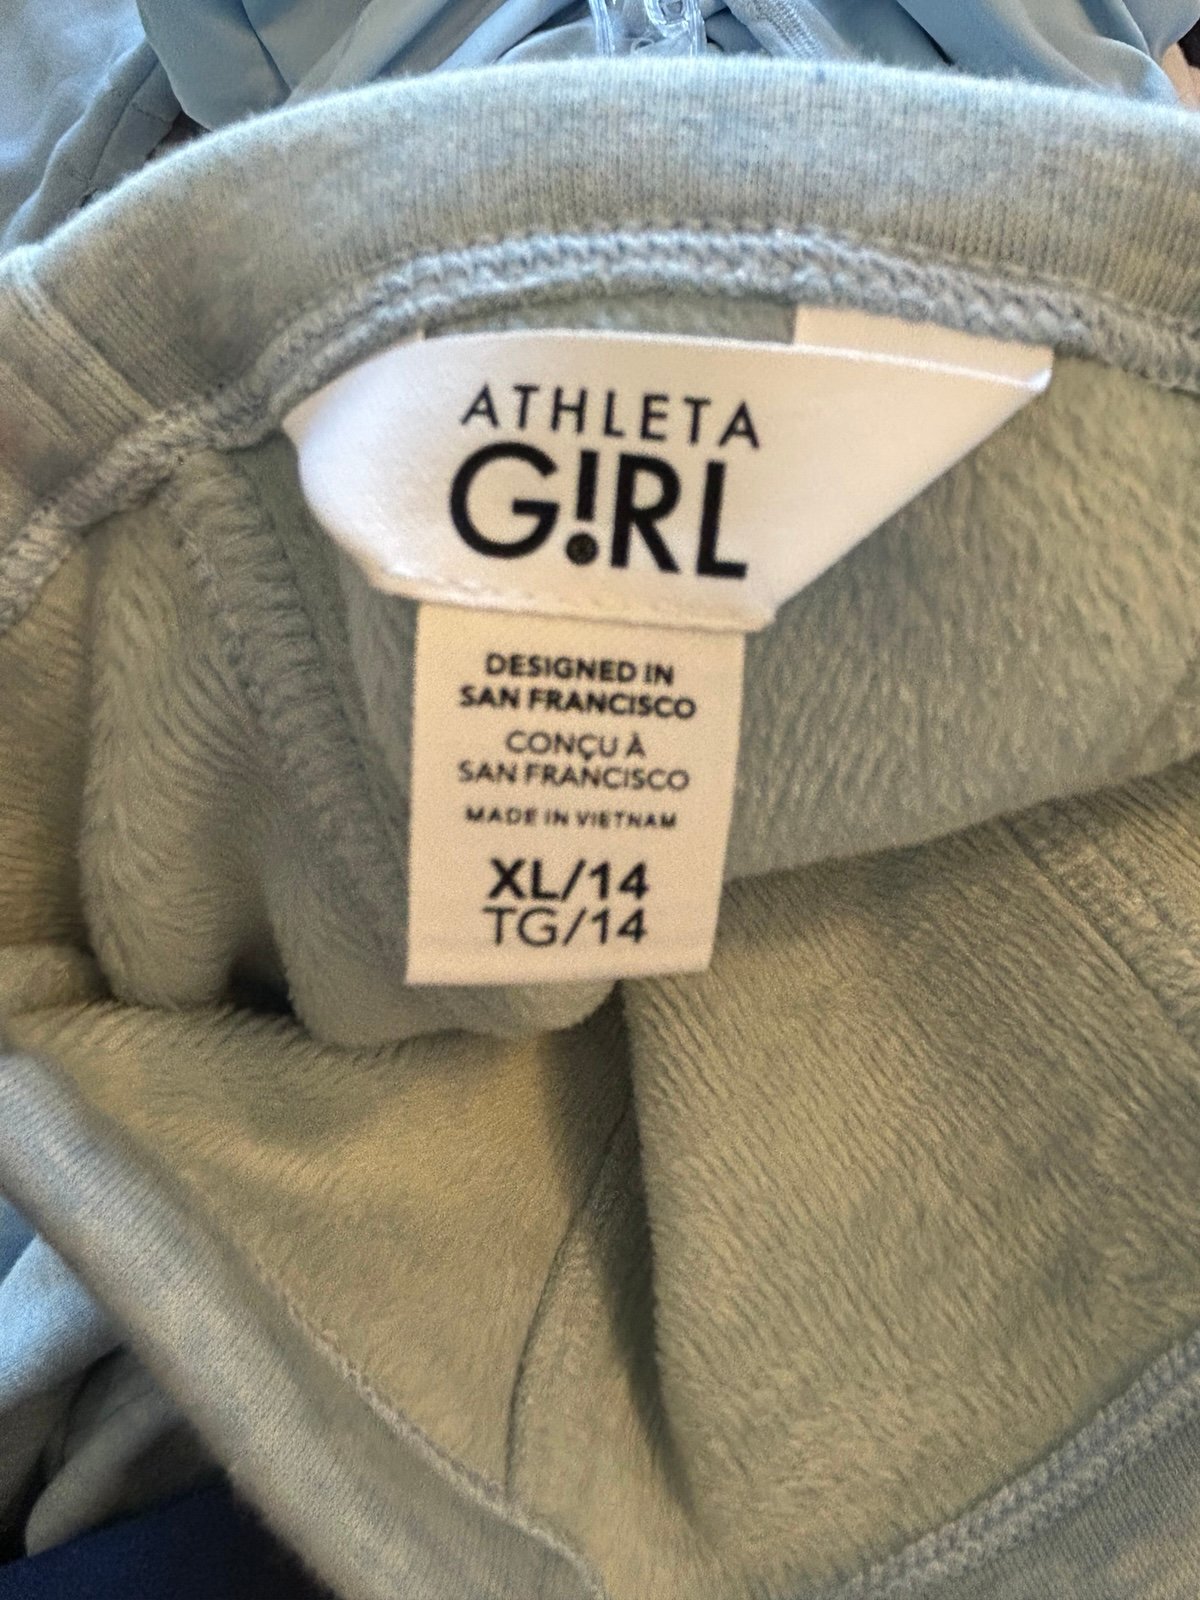 ATHLETA
G!RL
DESIGNED IN
SAN FRANCISCO
CONÇU À
SAN FRANCISCO
MADE IN VIETNAM
XL/14
TG/14